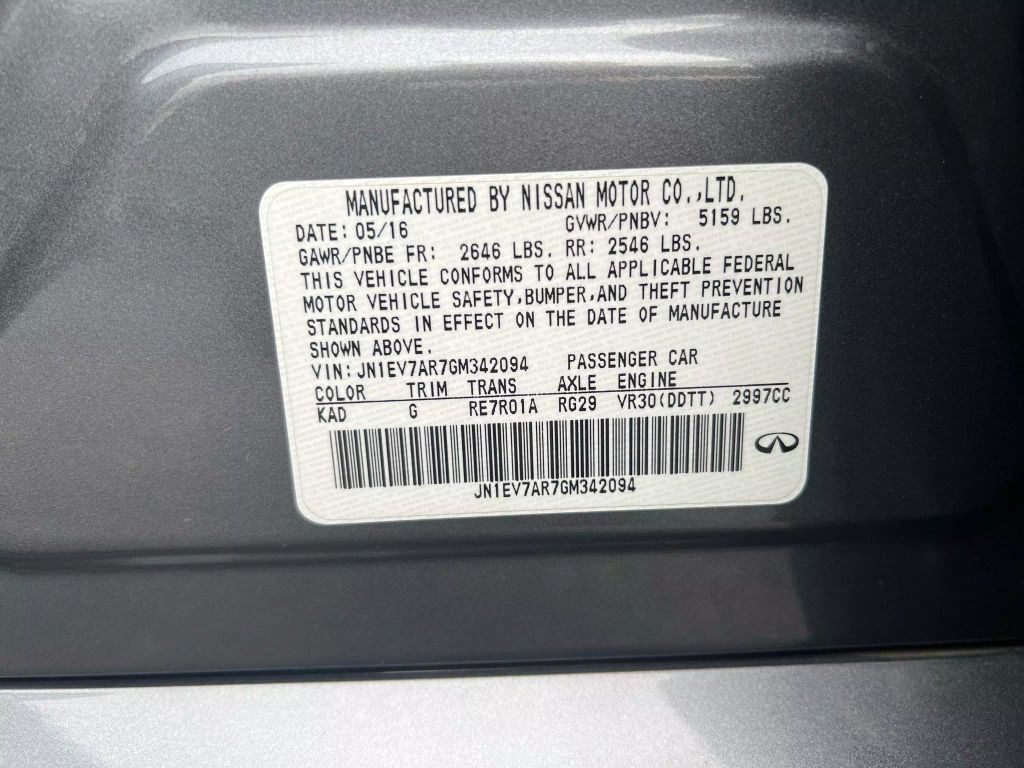 MANUFACTURED BY NISSAN MOTOR CO.,LTD.
DATE: 05/16 GVWR/PNBV: 5159 LBS.
GAWR/PNBE FR: 2646 LBS. RR: 2546 LBS.
THIS VEHICLE CONFORMS TO ALL APPLICABLE FEDERAL
MOTOR VEHICLE SAFETY,BUMPER,AND THEFT PREVENTION
STANDARDS IN EFFECT ON THE DATE OF MANUFACTURE
SHOWN ABOVE.
VIN:JN1EV7AR7GM342094 PASSENGER CAR
COLOR TRIM TRANS AXLE ENGINE
KAD G RE7R01A RG29 VR30(DDTT) 2997CC
JN1EV7AR7GM342094